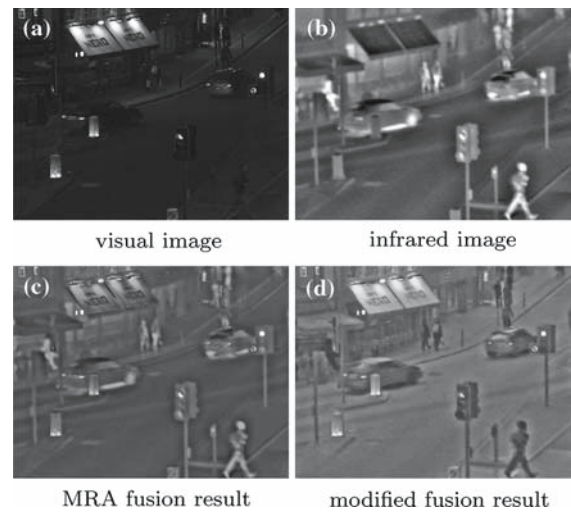 (a)
(b)
visual image
infrared image
(c)
(d)
MRA fusion result
modified fusion result